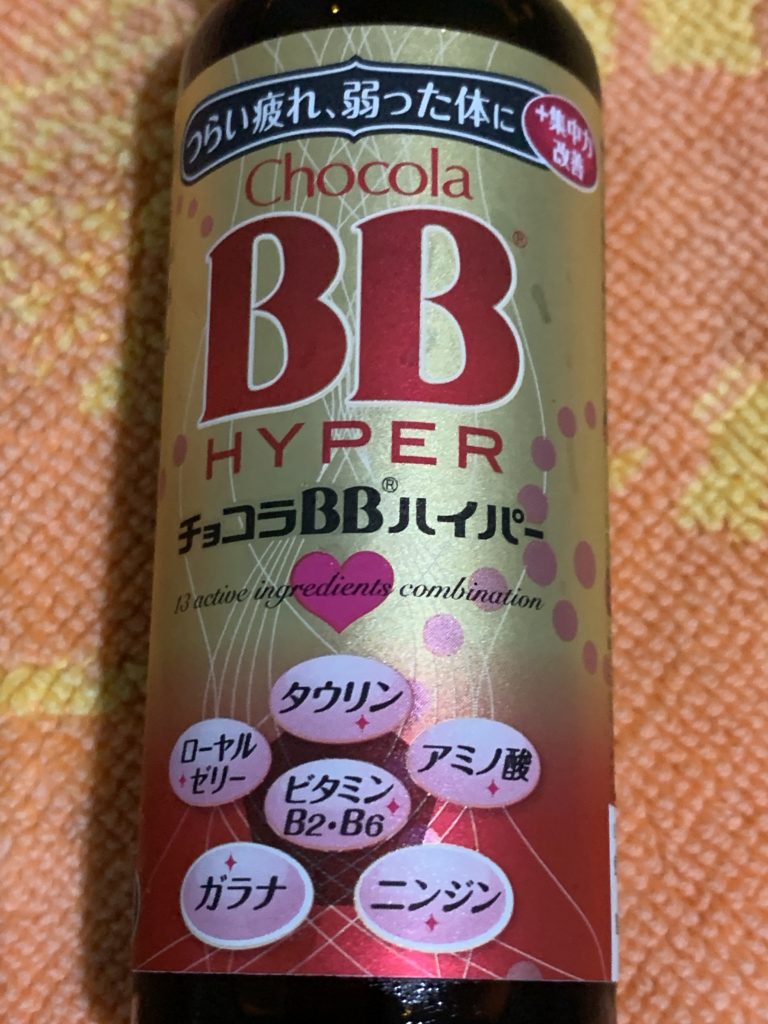 つらい疲れ、弱った体に
+集中力
改善
Chocola
BB®
HYPER
チョコラBB®ハイパー
13 active ingredients combination
タウリン
ローヤル
ゼリー
アミノ酸
ビタミン
B2・B6
ガラナ
ニンジン